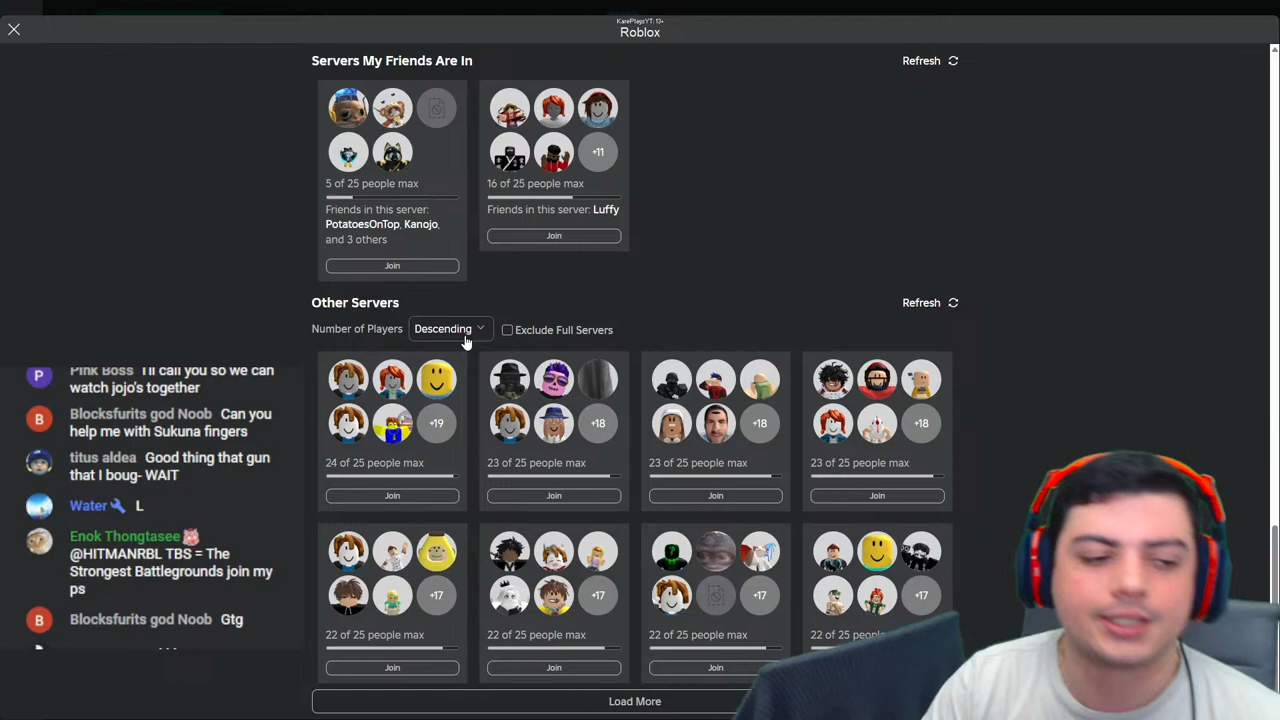 KarePlaysYT: 13+
Roblox
Servers My Friends Are In
Refresh
5 of 25 people max
Friends in this server:
PotatoesOnTop, Kanojo,
and 3 others
Join
+11
16 of 25 people max
Friends in this server: Luffy
Join
Other Servers
Refresh
Number of Players
Descending
Exclude Full Servers
+19
24 of 25 people max
Join
+18
23 of 25 people max
Join
+18
23 of 25 people max
Join
+18
23 of 25 people max
Join
+17
22 of 25 people max
Join
+17
22 of 25 people max
Join
+17
22 of 25 people max
Join
+17
22 of 25 people max
Load More
P
Pink Boss I'll call you so we can
watch jojo's together
B
Blocksfurits god Noob Can you
help me with Sukuna fingers
titus aldea Good thing that gun
that I boug- WAIT
Water L
Enok Thongtasee
@HITMANRBL TBS = The
Strongest Battlegrounds join my
ps
B
Blocksfurits god Noob Gtg